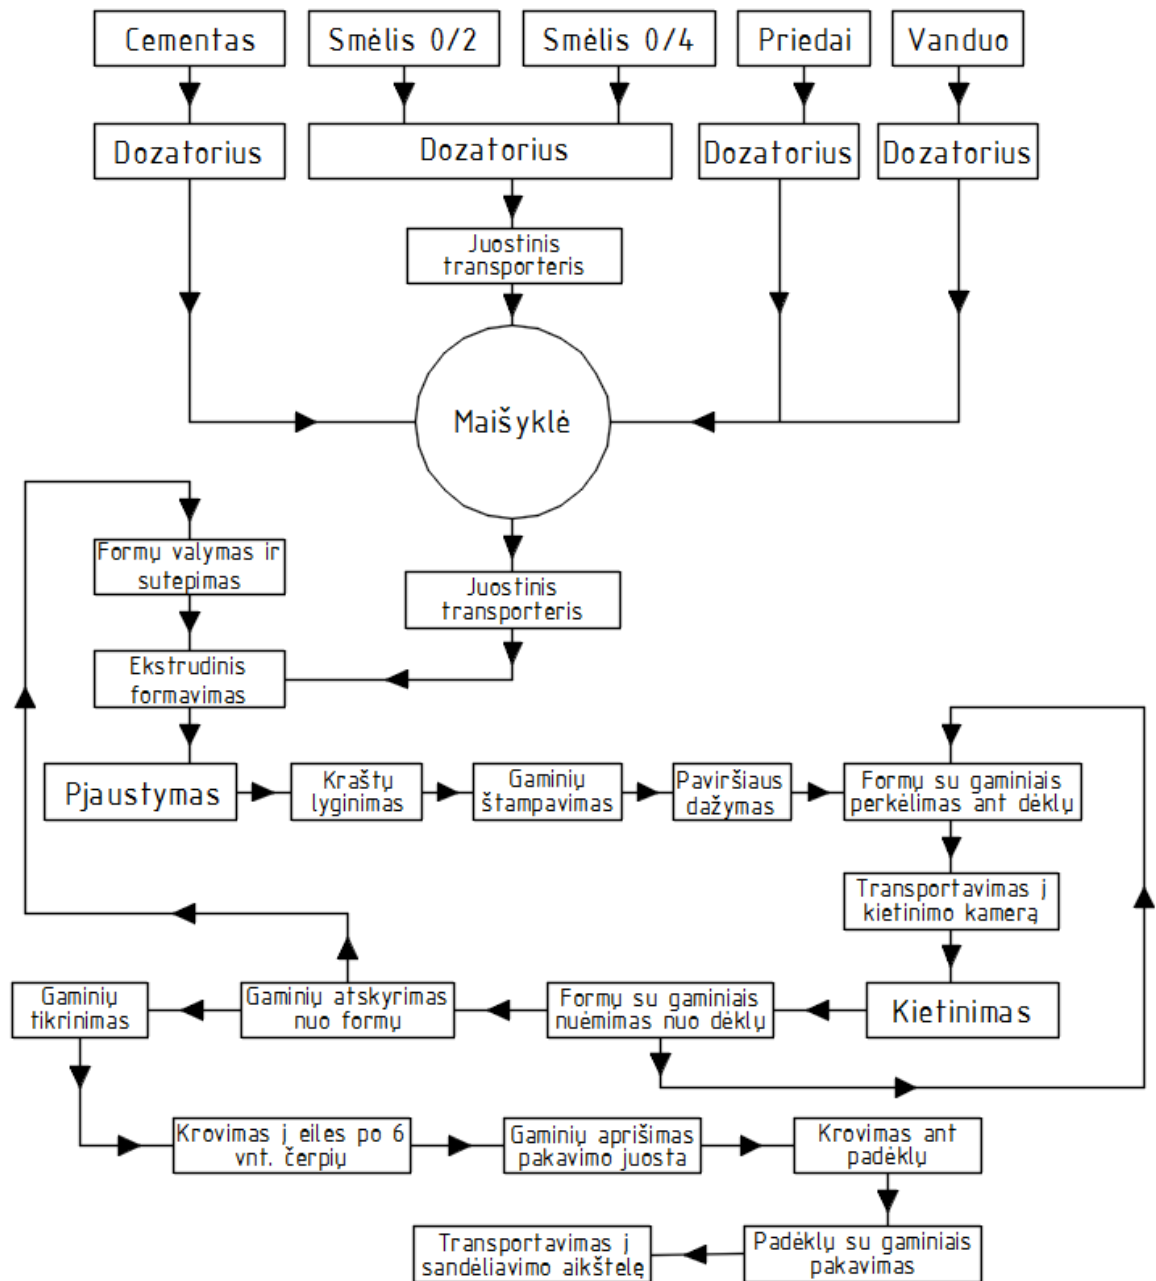 Cementas
Smėlis 0/2
Smėlis 0/4
Priedai
Vanduo
Dozatorius
Dozatorius
Dozatorius
Dozatorius
Juostinis
transporteris
Maišyklė
Formų valymas ir
sutepimas
Juostinis
transporteris
Ekstrudinis
formavimas
Pjaustymas
Kraštų
lyginimas
Gaminių
štampavimas
Paviršiaus
dažymas
Formų su gaminiais
perkėlimas ant dėklų
Transportavimas į
kietinimo kamerą
Gaminių
tikrinimas
Gaminių atskyrimas
nuo formų
Formų su gaminiais
nuėmimas nuo dėklų
Kietinimas
Krovimas į eiles po 6
vnt. čerpių
Gaminių aprišimas
pakavimo juosta
Krovimas ant
padėklų
Transportavimas į
sandėliavimo aikštelę
Padėklų su gaminiais
pakavimas